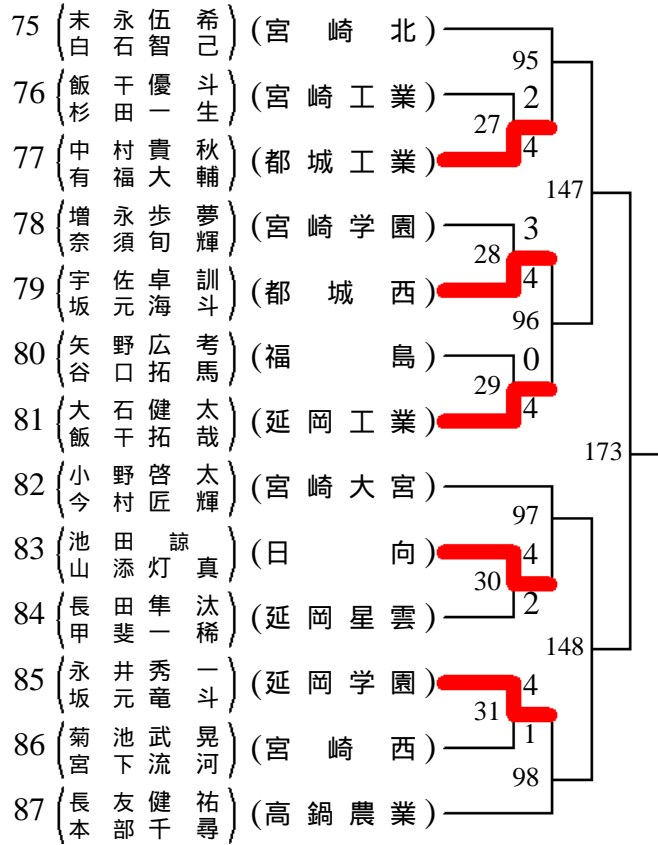 75 末永伍希 白石智己 (宮崎北)
95
76 飯干優斗 杉田一生 (宮崎工業) 2
27
77 中村貴秋 有福大輔 (都城工業) 4
147
78 増永歩夢 奈須旬輝 (宮崎学園) 3
28
79 宇佐卓訓 坂元海斗 (都城西) 4
96
80 矢野広考 谷口拓馬 (福島) 0
29
81 大石健太 飯干拓哉 (延岡工業) 4
173
82 小野啓太 今村匠輝 (宮崎大宮)
97
83 池田諒 山添灯真 (日向) 4
30
84 長田隼汰 甲斐一稀 (延岡星雲) 2
148
85 永井秀一 坂元竜斗 (延岡学園) 4
31
86 菊池武晃 宮下流河 (宮崎西) 1
98
87 長友健祐 本部千尋 (高鍋農業)